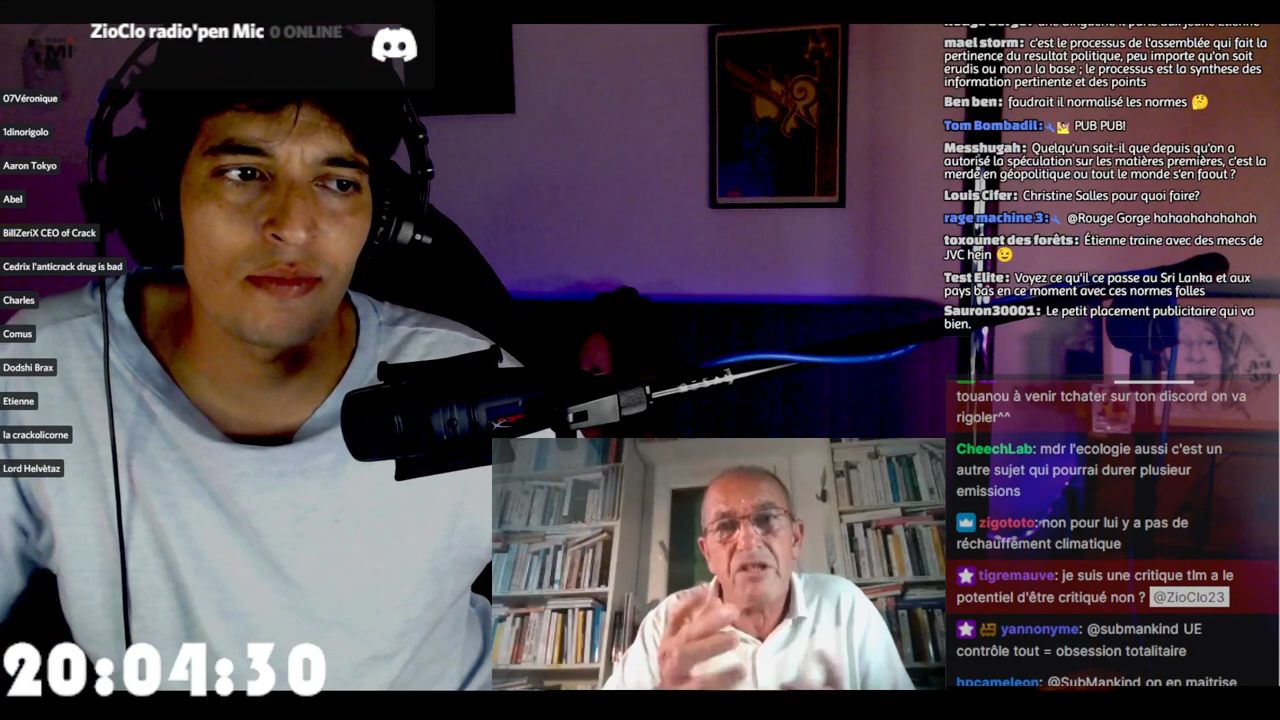 ZioClo radio'pen Mic 0 ONLINE
07Véronique
1dinorigolo
Aaron Tokyo
Abel
BillZeriX CEO of Crack
Cedrix l'anticrack drug is bad
Charles
Comus
Dodshi Brax
Etienne
la crackolicorne
Lord Helvètaz
20:04:30
mael storm: c'est le processus de l'assemblée qui fait la
pertinence du resultat politique, peu importe qu'on soit
erudis ou non a la base ; le processus est la synthese des
information pertinente et des points
Ben ben: faudrait il normalisé les normes 🤔
Tom Bombadil: PUB PUB!
Messhugah: Quelqu'un sait-il que depuis qu'on a
autorisé la spéculation sur les matières premières, c'est la
merde en géopolitique ou tout le monde s'en faout ?
Louis Cifer: Christine Salles pour quoi faire?
rage machine 3: @Rouge Gorge hahaahahahahah
toxounet des forêts: Étienne traine avec des mecs de
JVC hein 😉
Test Elite: Voyez ce qu'il ce passe au Sri Lanka et aux
pays bas en ce moment avec ces normes folles
Sauron30001: Le petit placement publicitaire qui va
bien.
touanou à venir tchater sur ton discord on va
rigoler^^
CheechLab: mdr l'ecologie aussi c'est un
autre sujet qui pourrai durer plusieur
emissions
zigototo: non pour lui y a pas de
réchauffement climatique
tigremauve: je suis une critique tlm a le
potentiel d'être critiqué non ? @ZioClo23
yannonyme: @submankind UE
contrôle tout = obsession totalitaire
hpcameleon: @SubMankind on en maitrise